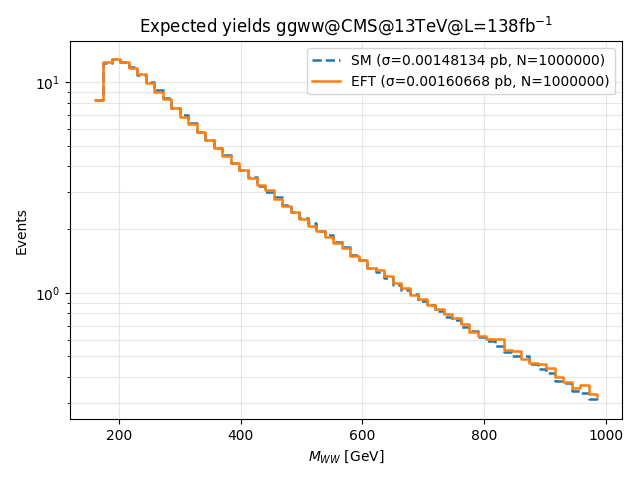 Expected yields ggww@CMS@13TeV@L=138fb⁻¹
SM (σ=0.00148134 pb, N=1000000)
EFT (σ=0.00160668 pb, N=1000000)
Events
10¹
10⁰
200
400
600
800
1000
M_WW [GeV]